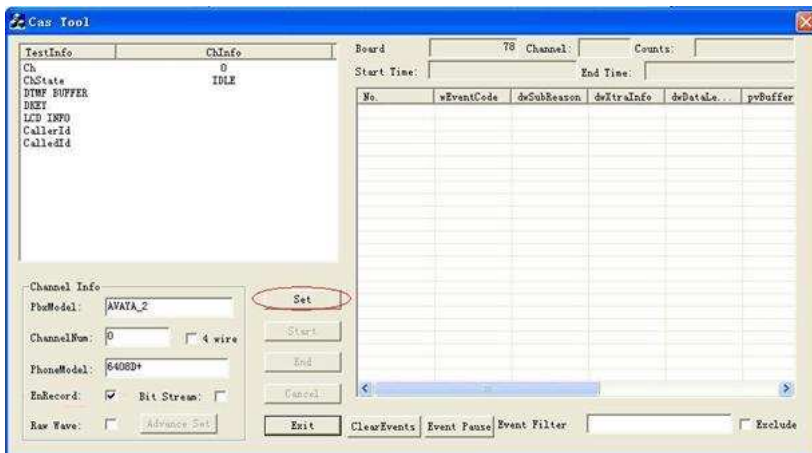 Cas Tool
TestInfo ChInfo
Ch 0
ChState IDLE
DTMF BUFFER
DKEY
LCD INFO
CallerId
CalledId
Board 78 Channel: Counts:
Start Time: End Time:
No. wEventCode dwSubReason dwXtraInfo dwDataLe... pvBuffer
Channel Info
PbxModel: AVAYA_2
ChannelNum: 0 4 wire
PhoneModel: 6408D+
EnRecord: Bit Stream:
Raw Wave: Advance Set
Set
Start
End
Cancel
Exit
ClearEvents Event Pause Event Filter Exclude